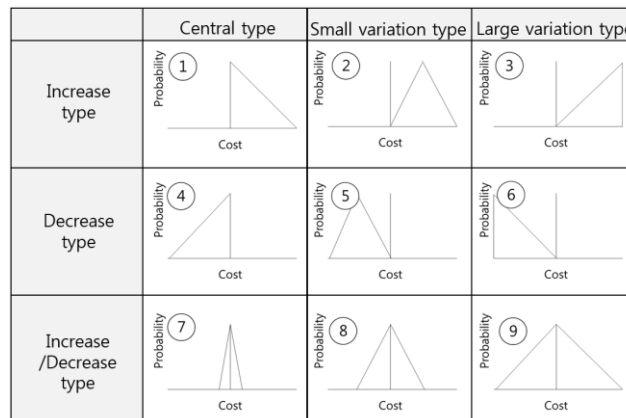 Central type
Small variation type
Large variation type
Increase
type
1
Probability
Cost
2
Probability
Cost
3
Probability
Cost
Decrease
type
4
Probability
Cost
5
Probability
Cost
6
Probability
Cost
Increase
/Decrease
type
7
Probability
Cost
8
Probability
Cost
9
Probability
Cost